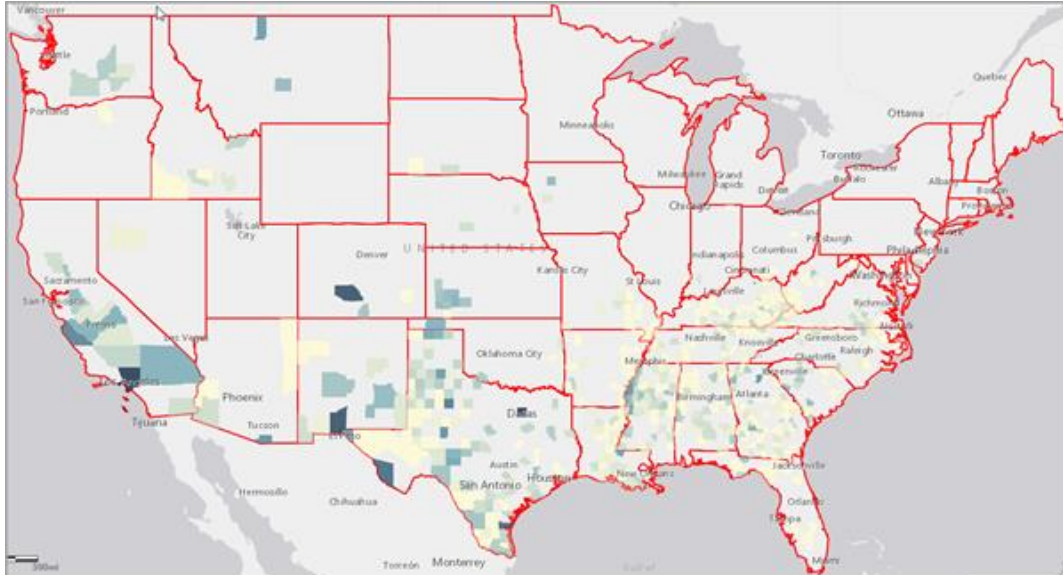 Vancouver
Seattle
Portland
Quebec
Ottawa
Minneapolis
Toronto
Rochester
Buffalo
Albany
Boston
Milwaukee
Grand
Rapids
Detroit
Chicago
Cleveland
New York
Salt Lake
City
Pittsburgh
Philadelphia
UNITED STATES
Denver
Indianapolis
Columbus
Cincinnati
Washington
Sacramento
San Francisco
Kansas City
St Louis
Louisville
Richmond
Fresno
Las Vegas
Nashville
Knoxville
Greensboro
Norfolk
Raleigh
Charlotte
Oklahoma City
Memphis
Greenville
Los Angeles
Phoenix
Birmingham
Atlanta
Dallas
Tijuana
Tucson
El Paso
Austin
Houston
New Orleans
Jacksonville
San Antonio
Hermosillo
Chihuahua
Orlando
Tampa
Miami
Torreón
Monterrey
300mi